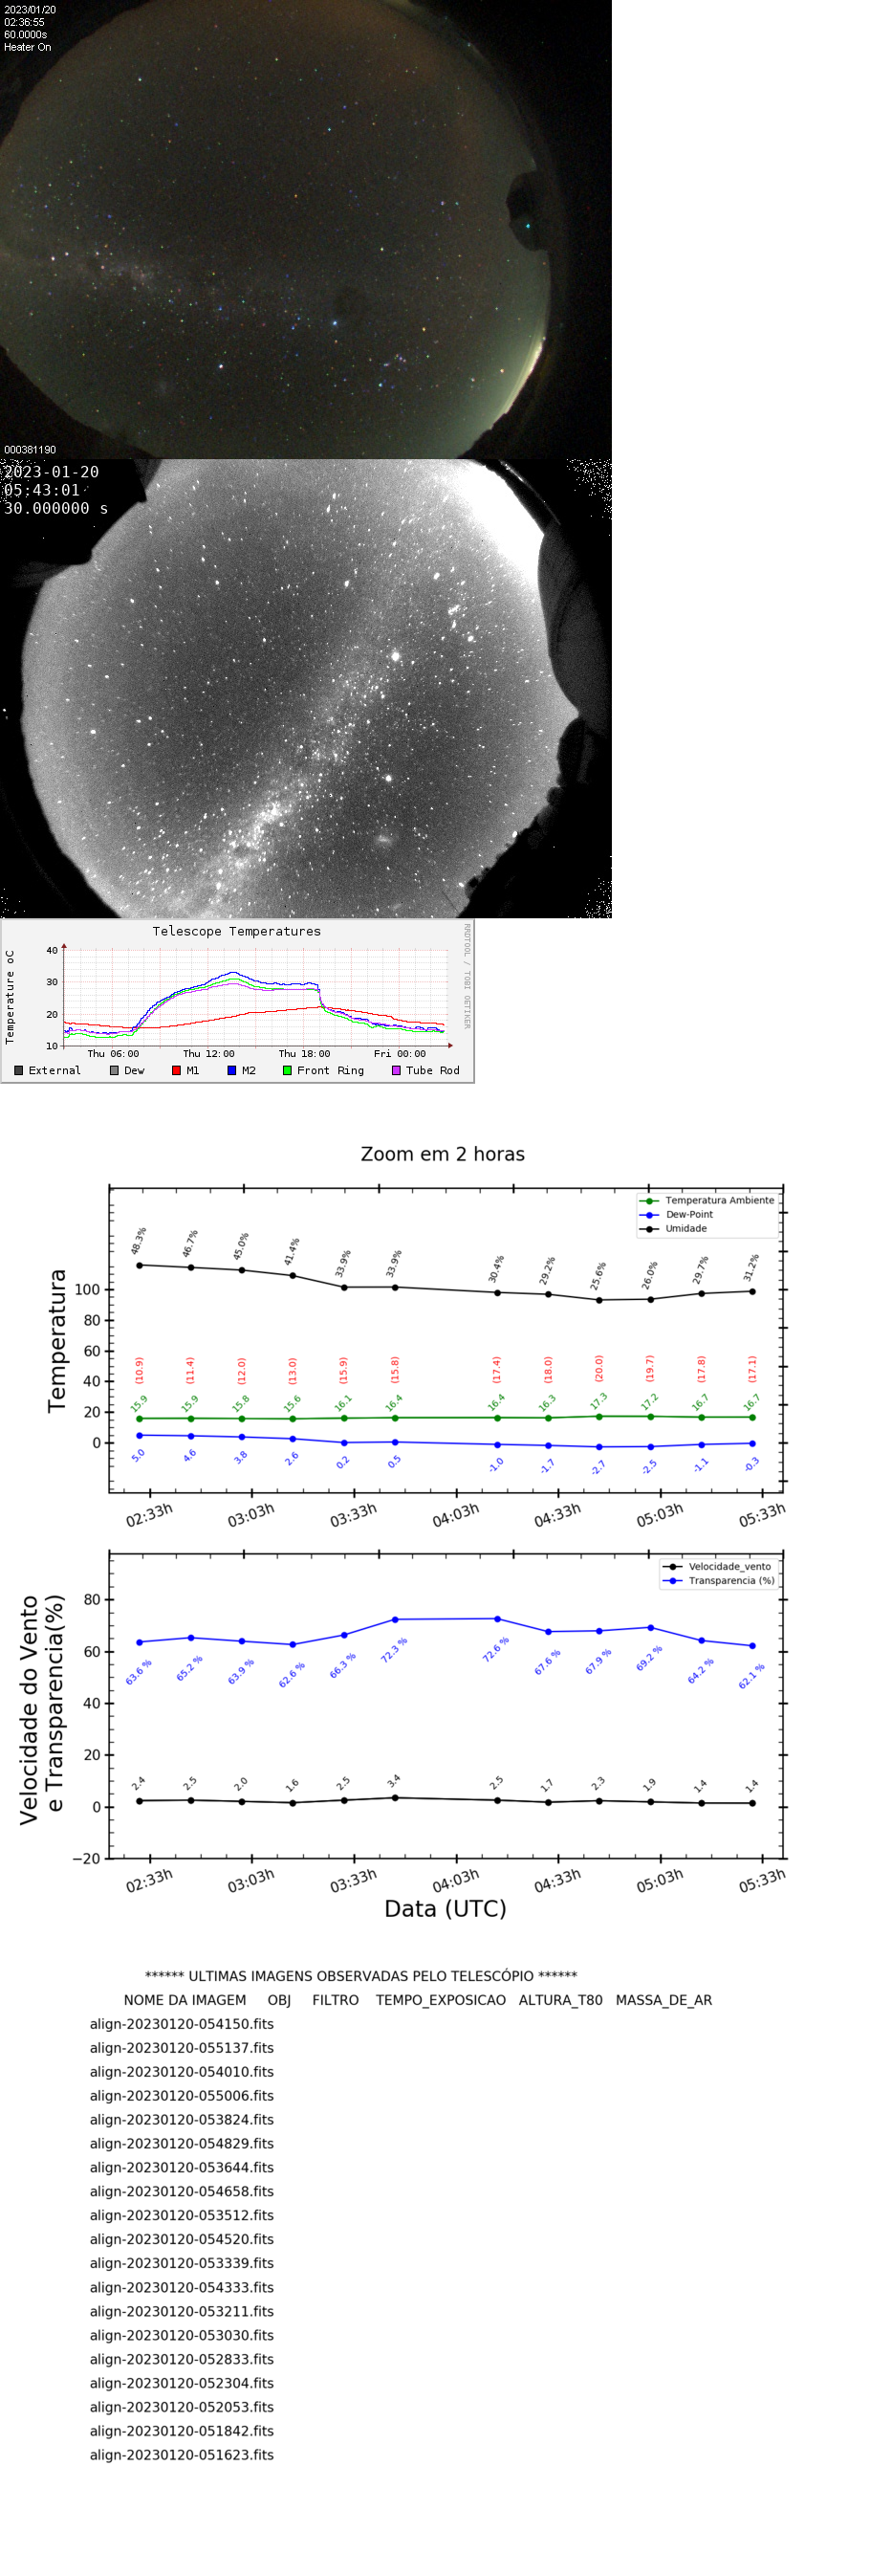 2023/01/20
02:36:55
60.0000s
Heater On
000381190
2023-01-20
05:43:01
30.000000 s
Telescope Temperatures
RRDTOOL / TOBI OETIKER
Temperature oC
40
30
20
10
Thu 06:00 Thu 12:00 Thu 18:00 Fri 00:00
External Dew M1 M2 Front Ring Tube Rod
Zoom em 2 horas
Temperatura
Temperatura Ambiente
Dew-Point
Umidade
48.3% 46.7% 45.0% 41.4% 33.9% 33.9% 30.4% 29.2% 25.6% 26.0% 29.7% 31.2%
100
80
60
40
20
0
(10.9) (11.4) (12.0) (13.0) (15.9) (15.8) (17.4) (18.0) (20.0) (19.7) (17.8) (17.1)
15.9 15.9 15.8 15.6 16.1 16.4 16.4 16.3 17.3 17.2 16.7 16.7
5.0 4.6 3.8 2.6 0.2 0.5 -1.0 -1.7 -2.7 -2.5 -1.1 -0.3
02:33h 03:03h 03:33h 04:03h 04:33h 05:03h 05:33h
Velocidade do Vento
e Transparencia(%)
Velocidade_vento
Transparencia (%)
80
60
40
20
0
−20
63.6 % 65.2 % 63.9 % 62.6 % 66.3 % 72.3 % 72.6 % 67.6 % 67.9 % 69.2 % 64.2 % 62.1 %
2.4 2.5 2.0 1.6 2.5 3.4 2.5 1.7 2.3 1.9 1.4 1.4
02:33h 03:03h 03:33h 04:03h 04:33h 05:03h 05:33h
Data (UTC)
****** ULTIMAS IMAGENS OBSERVADAS PELO TELESCÓPIO ******
NOME DA IMAGEM OBJ FILTRO TEMPO_EXPOSICAO ALTURA_T80 MASSA_DE_AR
align-20230120-054150.fits
align-20230120-055137.fits
align-20230120-054010.fits
align-20230120-055006.fits
align-20230120-053824.fits
align-20230120-054829.fits
align-20230120-053644.fits
align-20230120-054658.fits
align-20230120-053512.fits
align-20230120-054520.fits
align-20230120-053339.fits
align-20230120-054333.fits
align-20230120-053211.fits
align-20230120-053030.fits
align-20230120-052833.fits
align-20230120-052304.fits
align-20230120-052053.fits
align-20230120-051842.fits
align-20230120-051623.fits